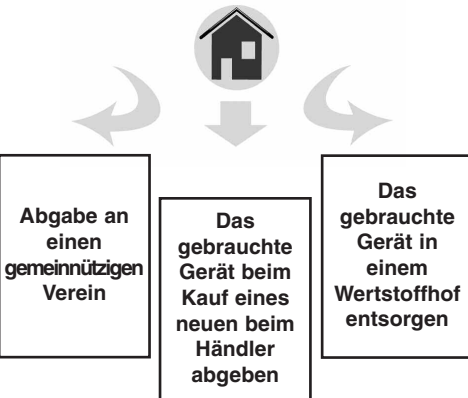 Abgabe an
einen
gemeinnützigen
Verein
Das
gebrauchte
Gerät beim
Kauf eines
neuen beim
Händler
abgeben
Das
gebrauchte
Gerät in
einem
Wertstoffhof
entsorgen